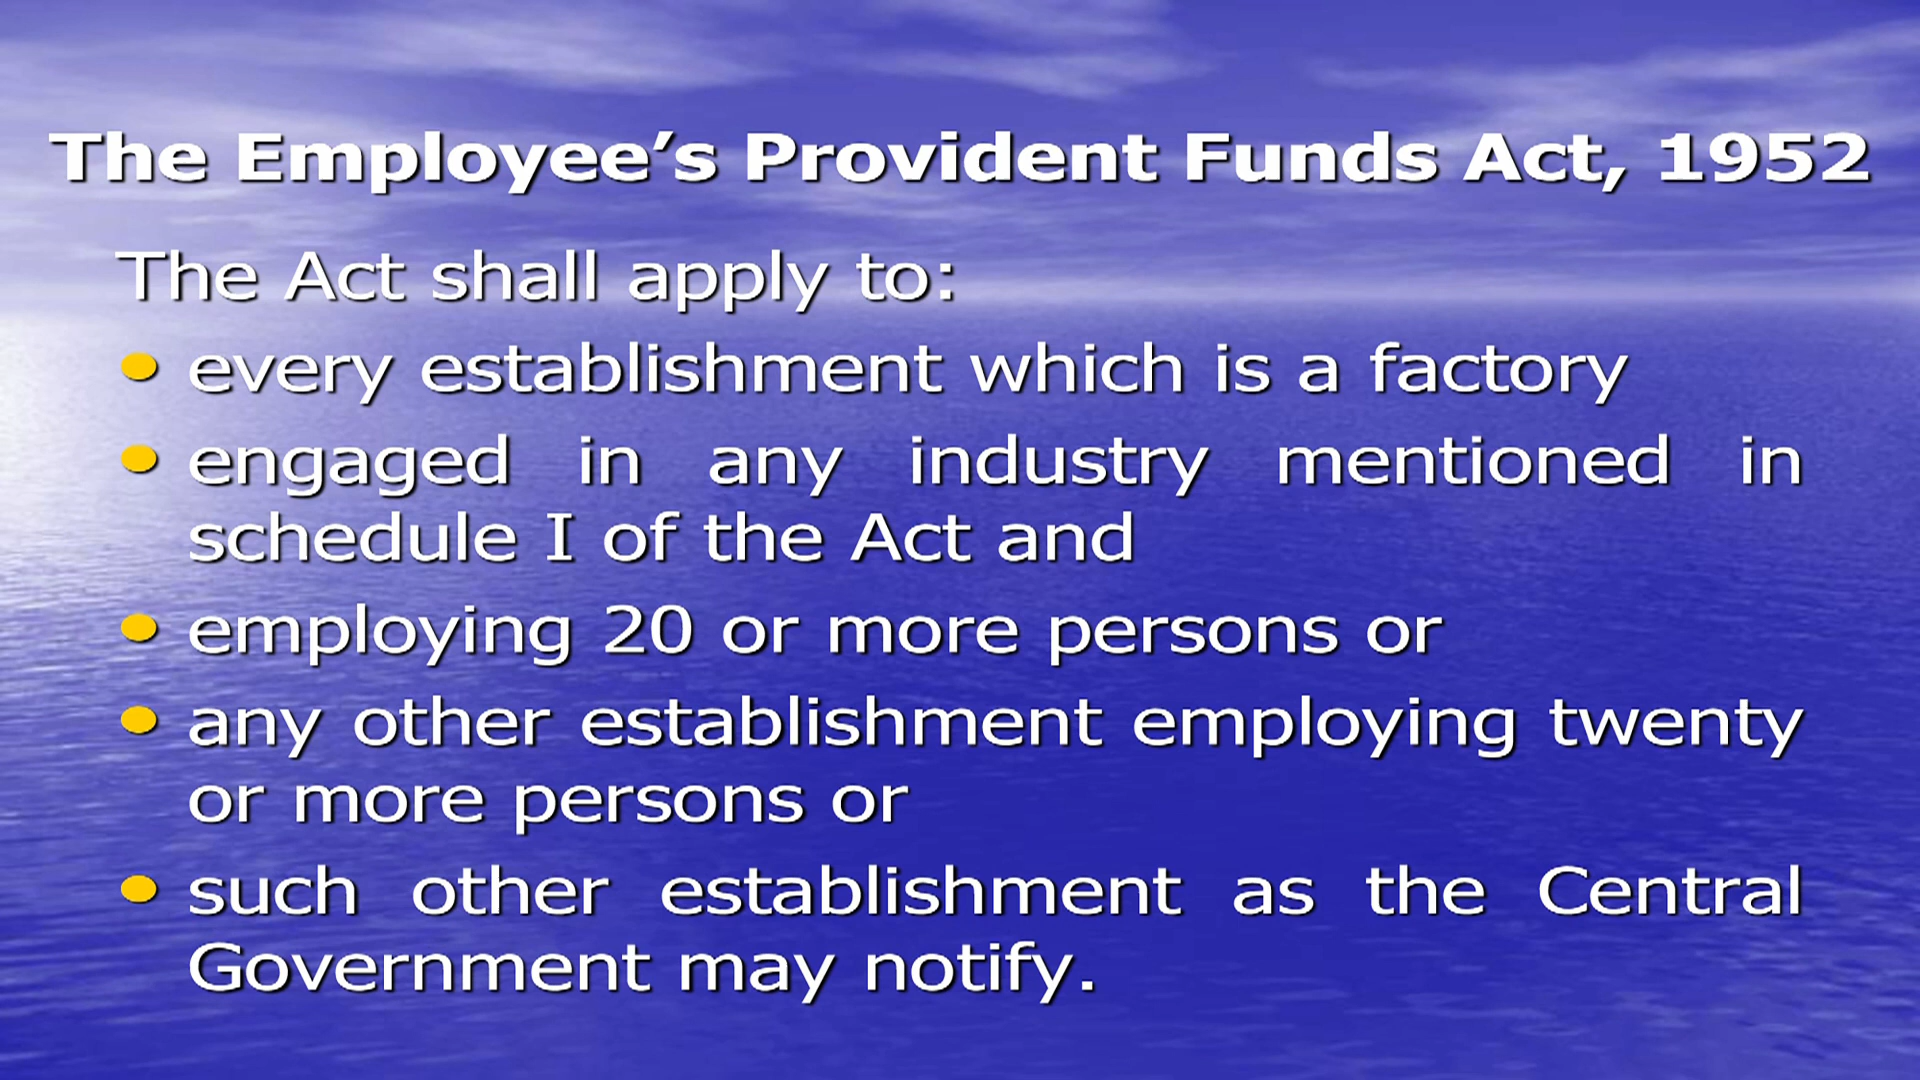 The Employee’s Provident Funds Act, 1952
The Act shall apply to:
• every establishment which is a factory
• engaged in any industry mentioned in
schedule I of the Act and
• employing 20 or more persons or
• any other establishment employing twenty
or more persons or
• such other establishment as the Central
Government may notify.